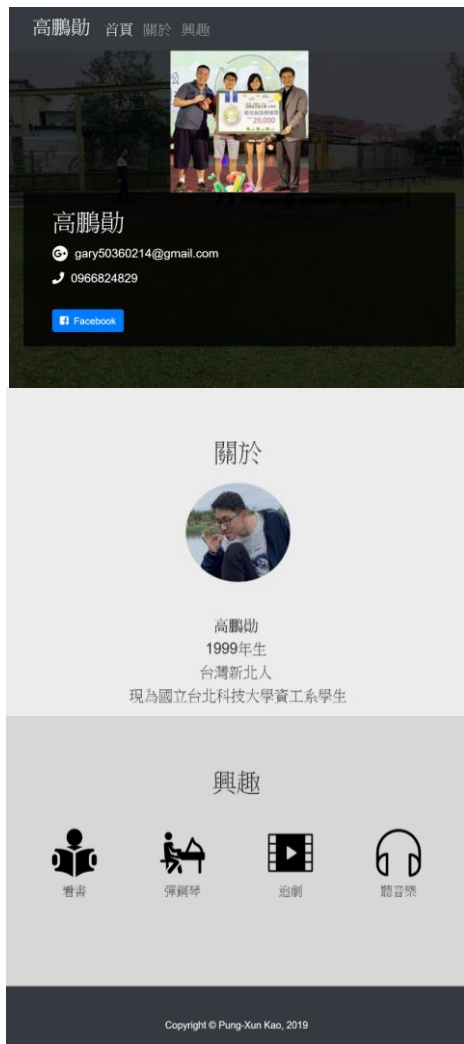 高鵬勛 首頁 關於 興趣
20,000
高鵬勛
gary50360214@gmail.com
0966824829
Facebook
關於
高鵬勛
1999年生
台灣新北人
現為國立台北科技大學資工系學生
興趣
看書 彈鋼琴 追劇 聽音樂
Copyright © Pung-Xun Kao, 2019